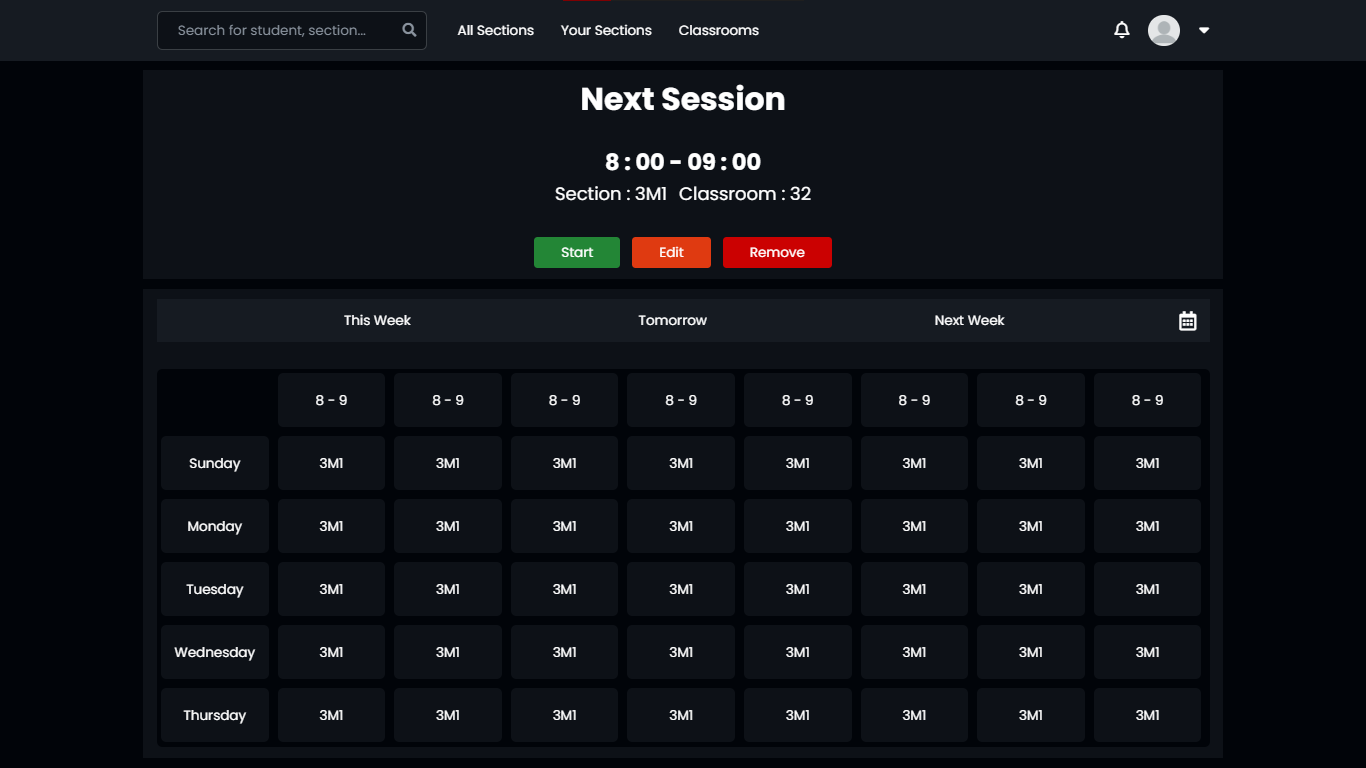 Search for student, section... All Sections Your Sections Classrooms
Next Session
8 : 00 - 09 : 00
Section : 3M1 Classroom : 32
Start Edit Remove
This Week Tomorrow Next Week
8 - 9 8 - 9 8 - 9 8 - 9 8 - 9 8 - 9 8 - 9 8 - 9
Sunday 3M1 3M1 3M1 3M1 3M1 3M1 3M1 3M1
Monday 3M1 3M1 3M1 3M1 3M1 3M1 3M1 3M1
Tuesday 3M1 3M1 3M1 3M1 3M1 3M1 3M1 3M1
Wednesday 3M1 3M1 3M1 3M1 3M1 3M1 3M1 3M1
Thursday 3M1 3M1 3M1 3M1 3M1 3M1 3M1 3M1